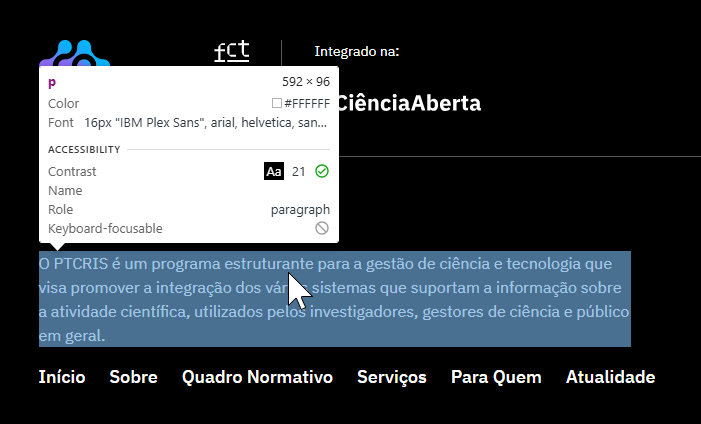 fct
Integrado na:
CiênciaAberta
p 592 × 96
Color #FFFFFF
Font 16px "IBM Plex Sans", arial, helvetica, san...
ACCESSIBILITY
Contrast Aa 21
Name
Role paragraph
Keyboard-focusable
O PTCRIS é um programa estruturante para a gestão de ciência e tecnologia que
visa promover a integração dos vários sistemas que suportam a informação sobre
a atividade científica, utilizados pelos investigadores, gestores de ciência e público
em geral.
Início Sobre Quadro Normativo Serviços Para Quem Atualidade